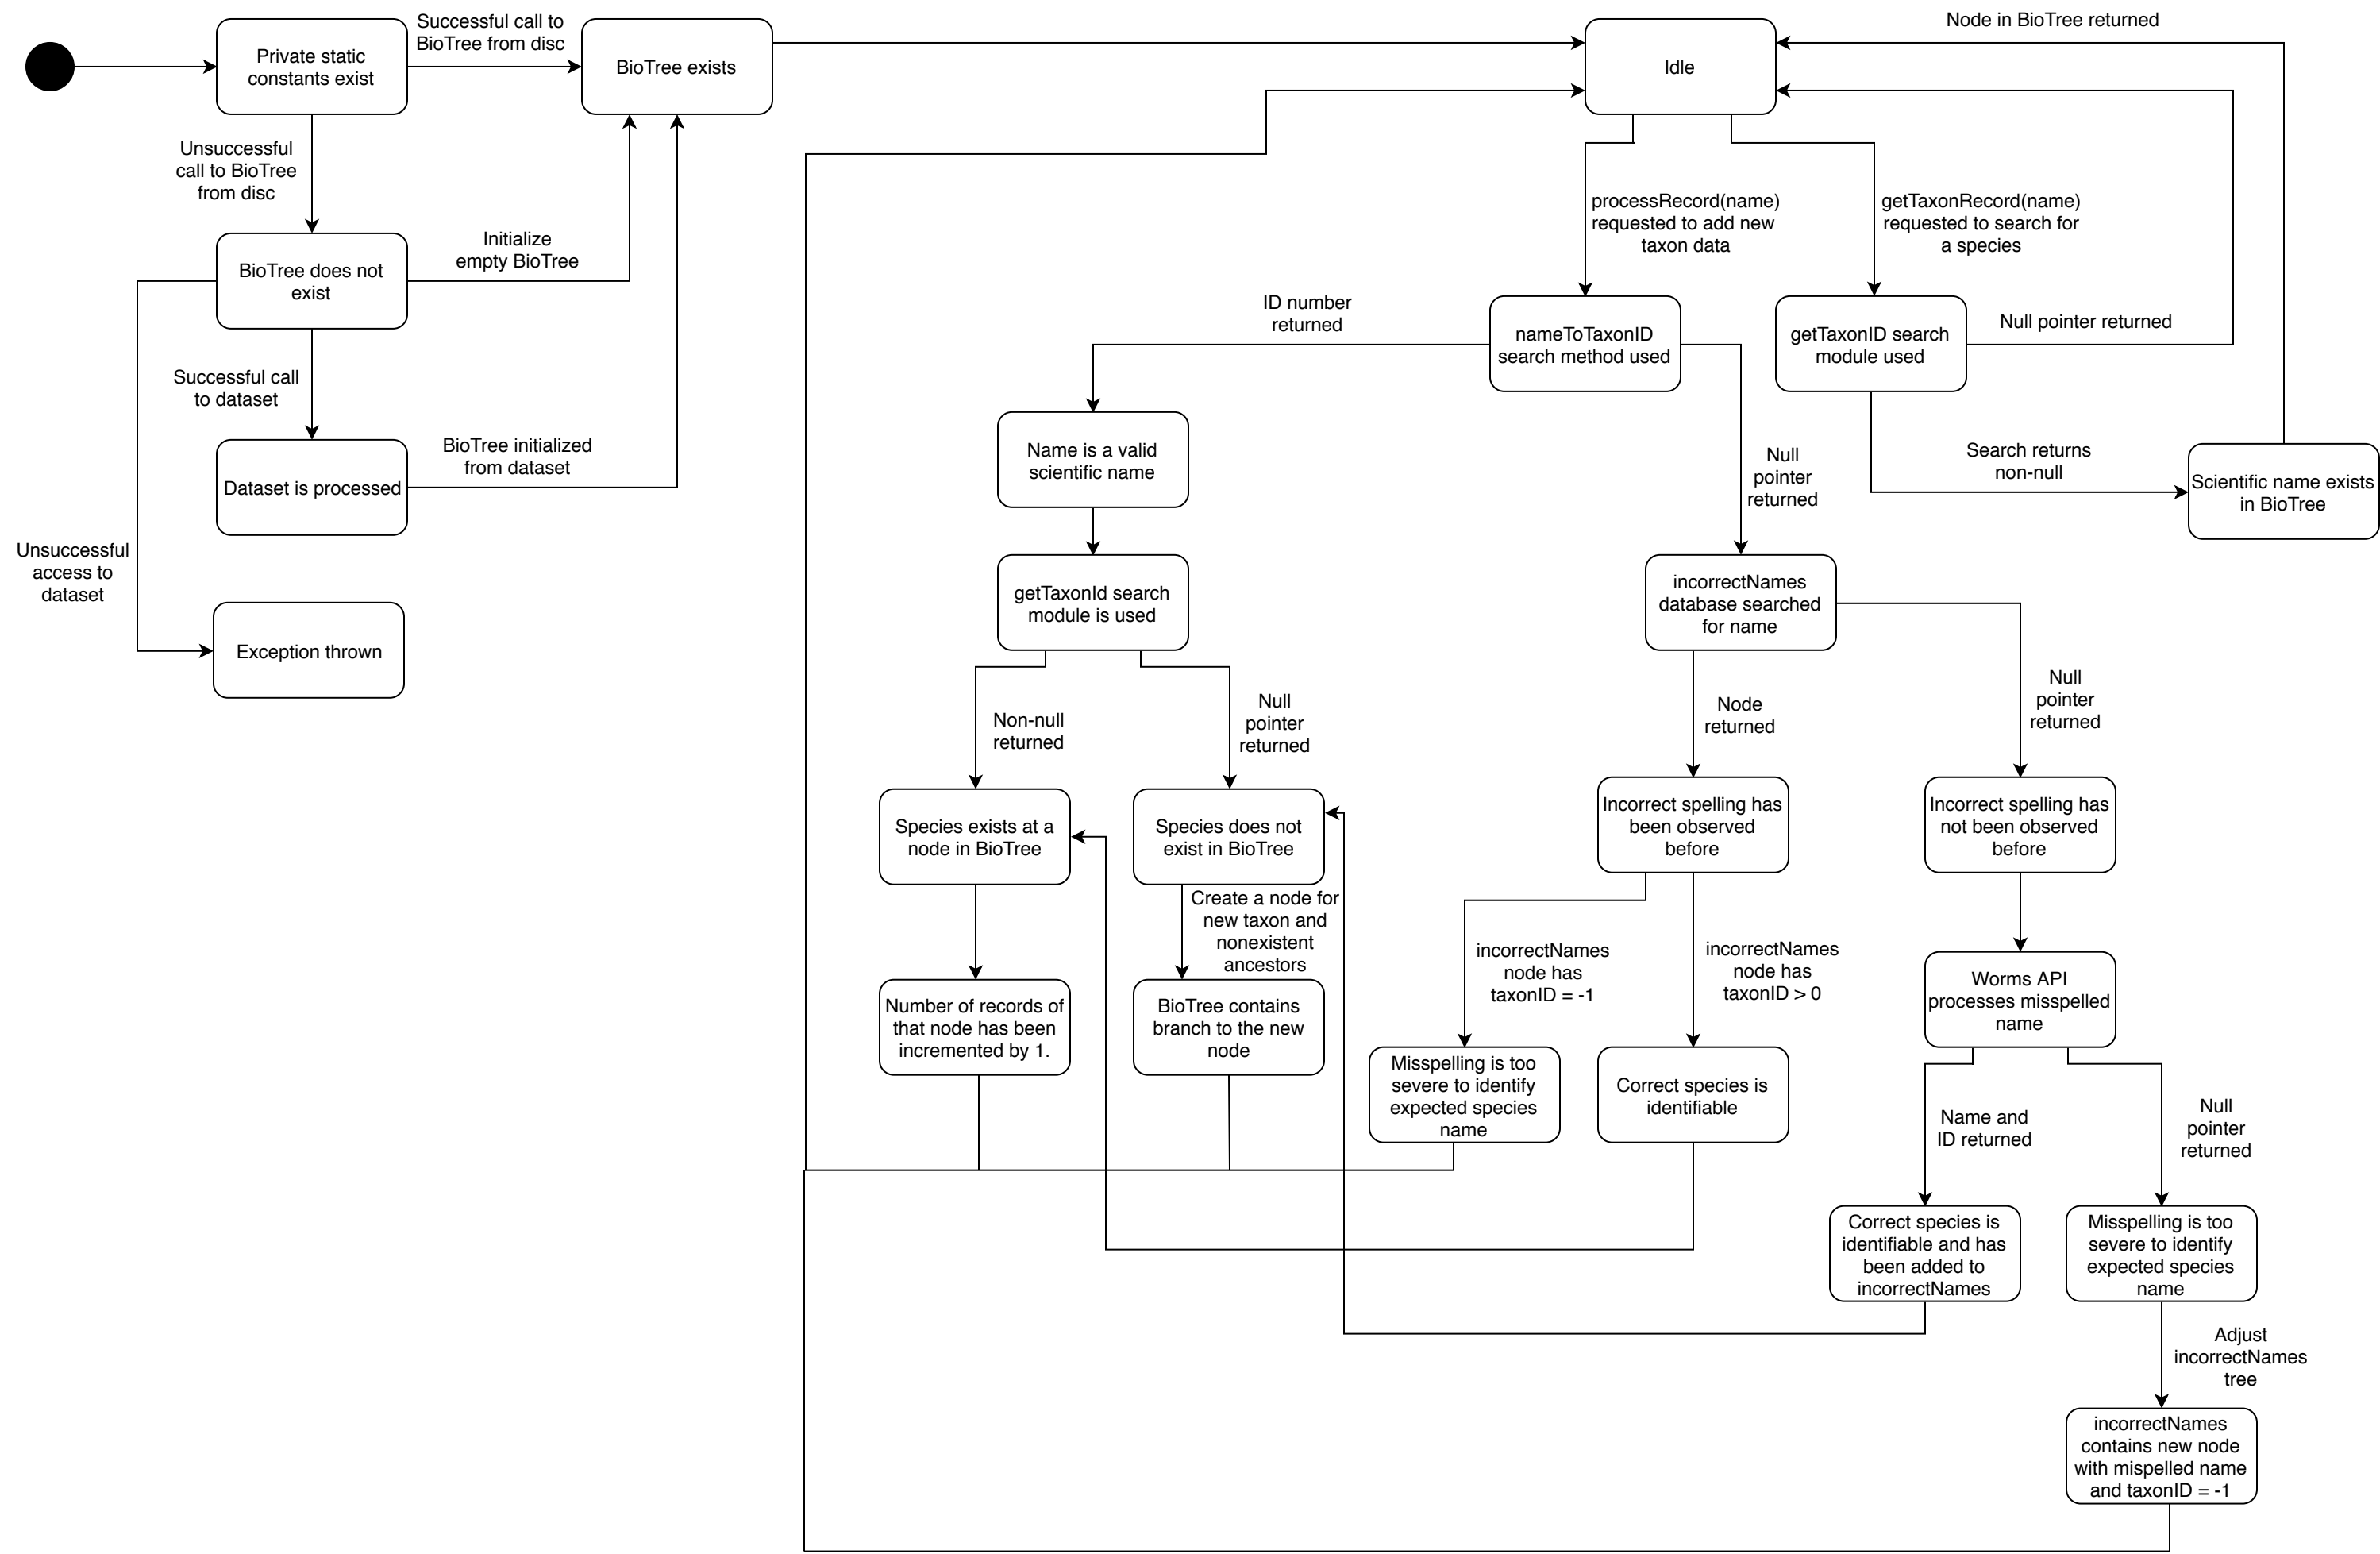 Successful call to
BioTree from disc
Node in BioTree returned
Private static
constants exist
BioTree exists
Idle
Unsuccessful
call to BioTree
from disc
processRecord(name)
requested to add new
taxon data
getTaxonRecord(name)
requested to search for
a species
BioTree does not
exist
Initialize
empty BioTree
ID number
returned
nameToTaxonID
search method used
getTaxonID search
module used
Null pointer returned
Successful call
to dataset
Dataset is processed
BioTree initialized
from dataset
Name is a valid
scientific name
Null
pointer
returned
Search returns
non-null
Scientific name exists
in BioTree
Unsuccessful
access to
dataset
Exception thrown
getTaxonId search
module is used
incorrectNames
database searched
for name
Non-null
returned
Null
pointer
returned
Node
returned
Null
pointer
returned
Species exists at a
node in BioTree
Species does not
exist in BioTree
Incorrect spelling has
been observed
before
Incorrect spelling has
not been observed
before
Create a node for
new taxon and
nonexistent
ancestors
incorrectNames
node has
taxonID = -1
incorrectNames
node has
taxonID > 0
Number of records of
that node has been
incremented by 1.
BioTree contains
branch to the new
node
Worms API
processes misspelled
name
Misspelling is too
severe to identify
expected species
name
Correct species is
identifiable
Name and
ID returned
Null
pointer
returned
Correct species is
identifiable and has
been added to
incorrectNames
Misspelling is too
severe to identify
expected species
name
Adjust
incorrectNames
tree
incorrectNames
contains new node
with mispelled name
and taxonID = -1